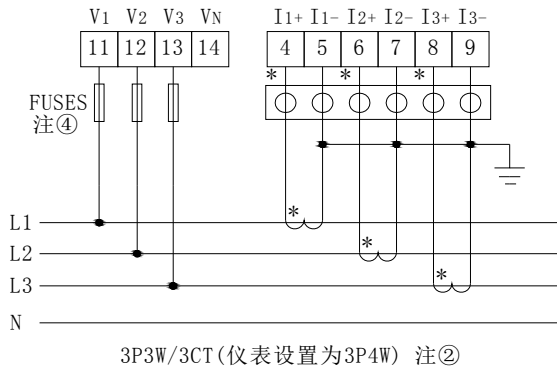 V1 V2 V3 VN I1+ I1- I2+ I2- I3+ I3-
11 12 13 14 4 5 6 7 8 9
* * *
FUSES
注④
L1 *
L2 *
L3 *
N
3P3W/3CT(仪表设置为3P4W) 注②